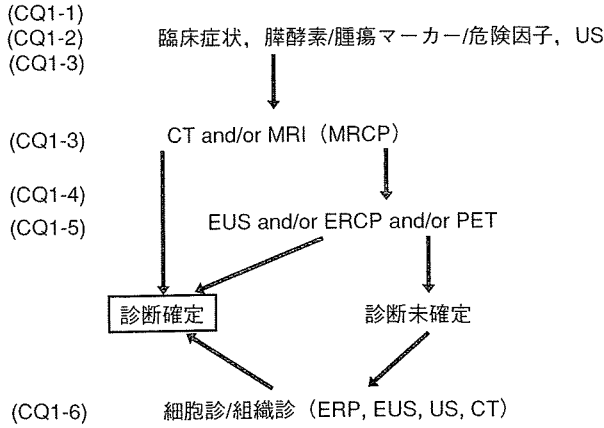 (CQ1-1)
(CQ1-2) 臨床症状，膵酵素/腫瘍マーカー/危険因子，US
(CQ1-3)
(CQ1-3) CT and/or MRI（MRCP）
(CQ1-4)
(CQ1-5) EUS and/or ERCP and/or PET
診断確定 診断未確定
(CQ1-6) 細胞診/組織診（ERP, EUS, US, CT）